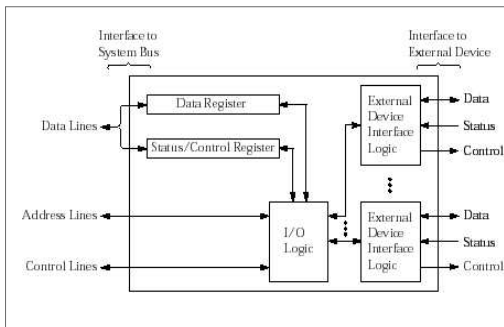 Interface to
System Bus
Interface to
External Device
Data Register
External
Device
Interface
Logic
Data
Status
Control
Data Lines
Status/Control Register
Address Lines
I/O
Logic
External
Device
Interface
Logic
Data
Status
Control
Control Lines